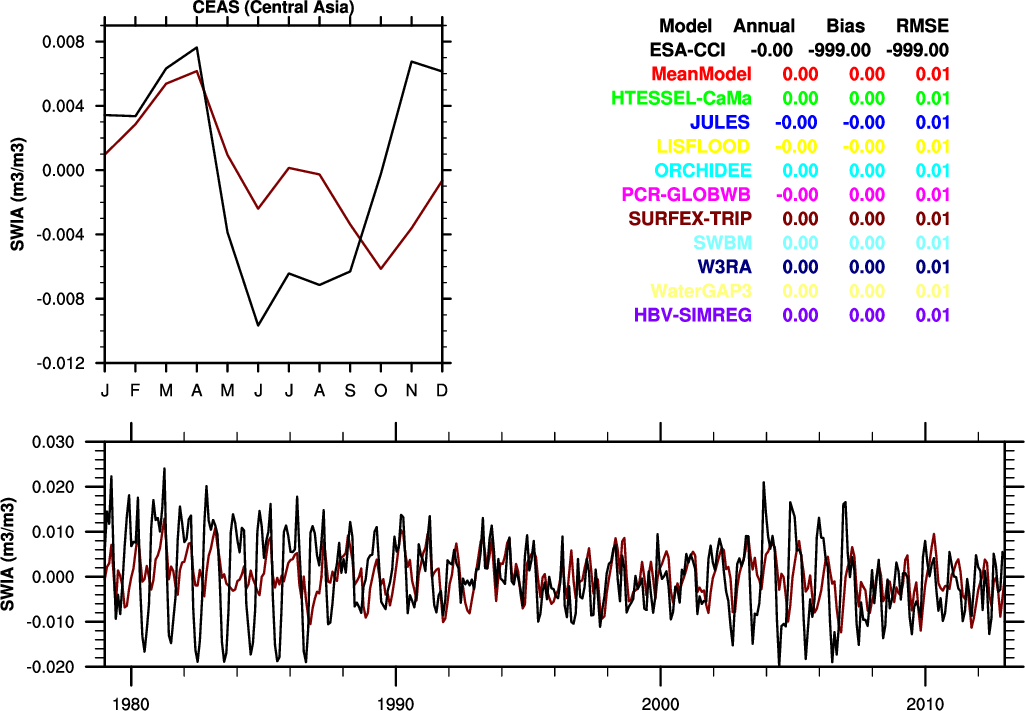 CEAS (Central Asia)
0.008
0.004
0.000
-0.004
-0.008
-0.012
SWIA (m3/m3)
J F M A M J J A S O N D
Model Annual Bias RMSE
ESA-CCI -0.00 -999.00 -999.00
MeanModel 0.00 0.00 0.01
HTESSEL-CaMa 0.00 0.00 0.01
JULES -0.00 -0.00 0.01
LISFLOOD -0.00 -0.00 0.01
ORCHIDEE 0.00 0.00 0.01
PCR-GLOBWB -0.00 0.00 0.01
SURFEX-TRIP 0.00 0.00 0.01
SWBM 0.00 0.00 0.01
W3RA 0.00 0.00 0.01
WaterGAP3 0.00 0.00 0.01
HBV-SIMREG 0.00 0.00 0.01
0.030
0.020
0.010
0.000
-0.010
-0.020
SWIA (m3/m3)
1980 1990 2000 2010